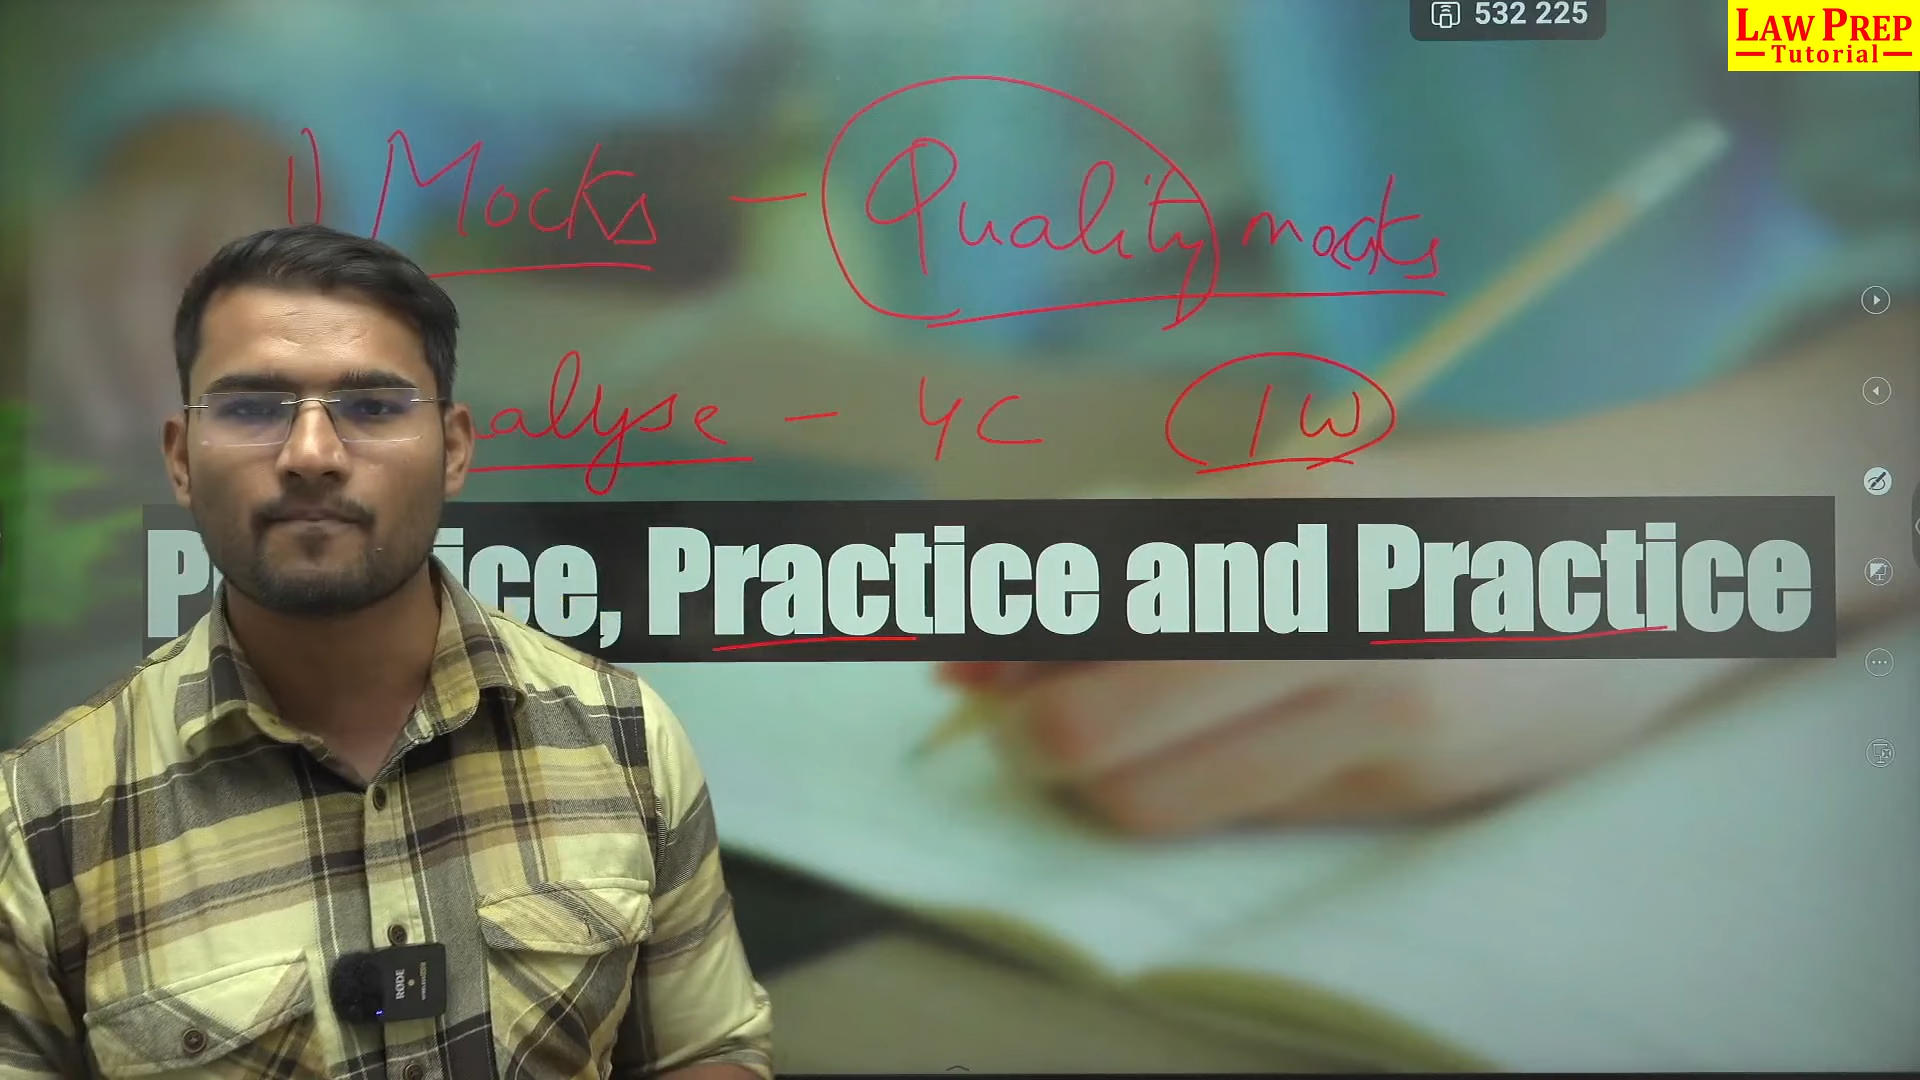 532 225
LAW PREP
Tutorial
1) Mocks - Quality mocks
alyse - 4C 1W
P ice, Practice and Practice
RODE